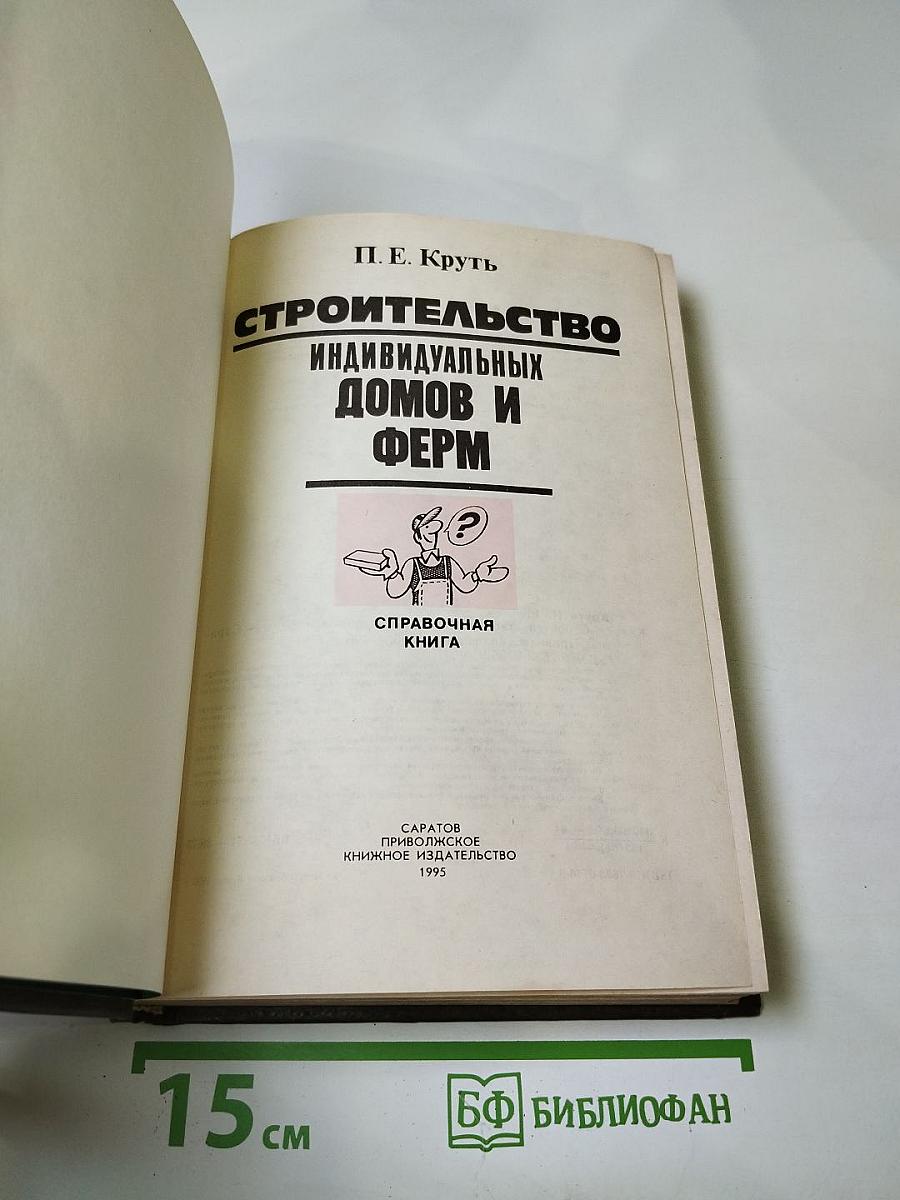 П. Е. Круть
СТРОИТЕЛЬСТВО
ИНДИВИДУАЛЬНЫХ
ДОМОВ И
ФЕРМ
?
СПРАВОЧНАЯ
КНИГА
САРАТОВ
ПРИВОЛЖСКОЕ
КНИЖНОЕ ИЗДАТЕЛЬСТВО
1995
15 см
БФ БИБЛИОФАН